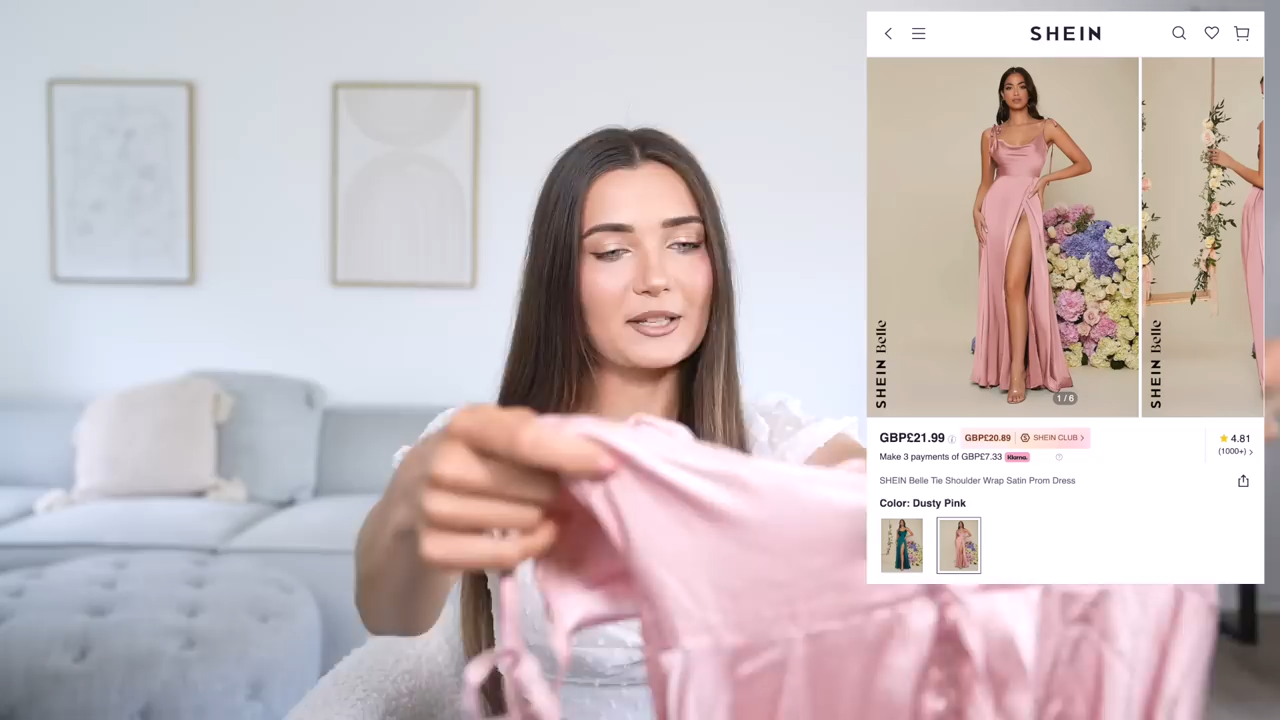 SHEIN
SHEIN Belle
SHEIN Belle
1 / 6
GBP£21.99 GBP£20.89 SHEIN CLUB >
4.81
Make 3 payments of GBP£7.33 Klarna.
(1000+) >
SHEIN Belle Tie Shoulder Wrap Satin Prom Dress
Color: Dusty Pink